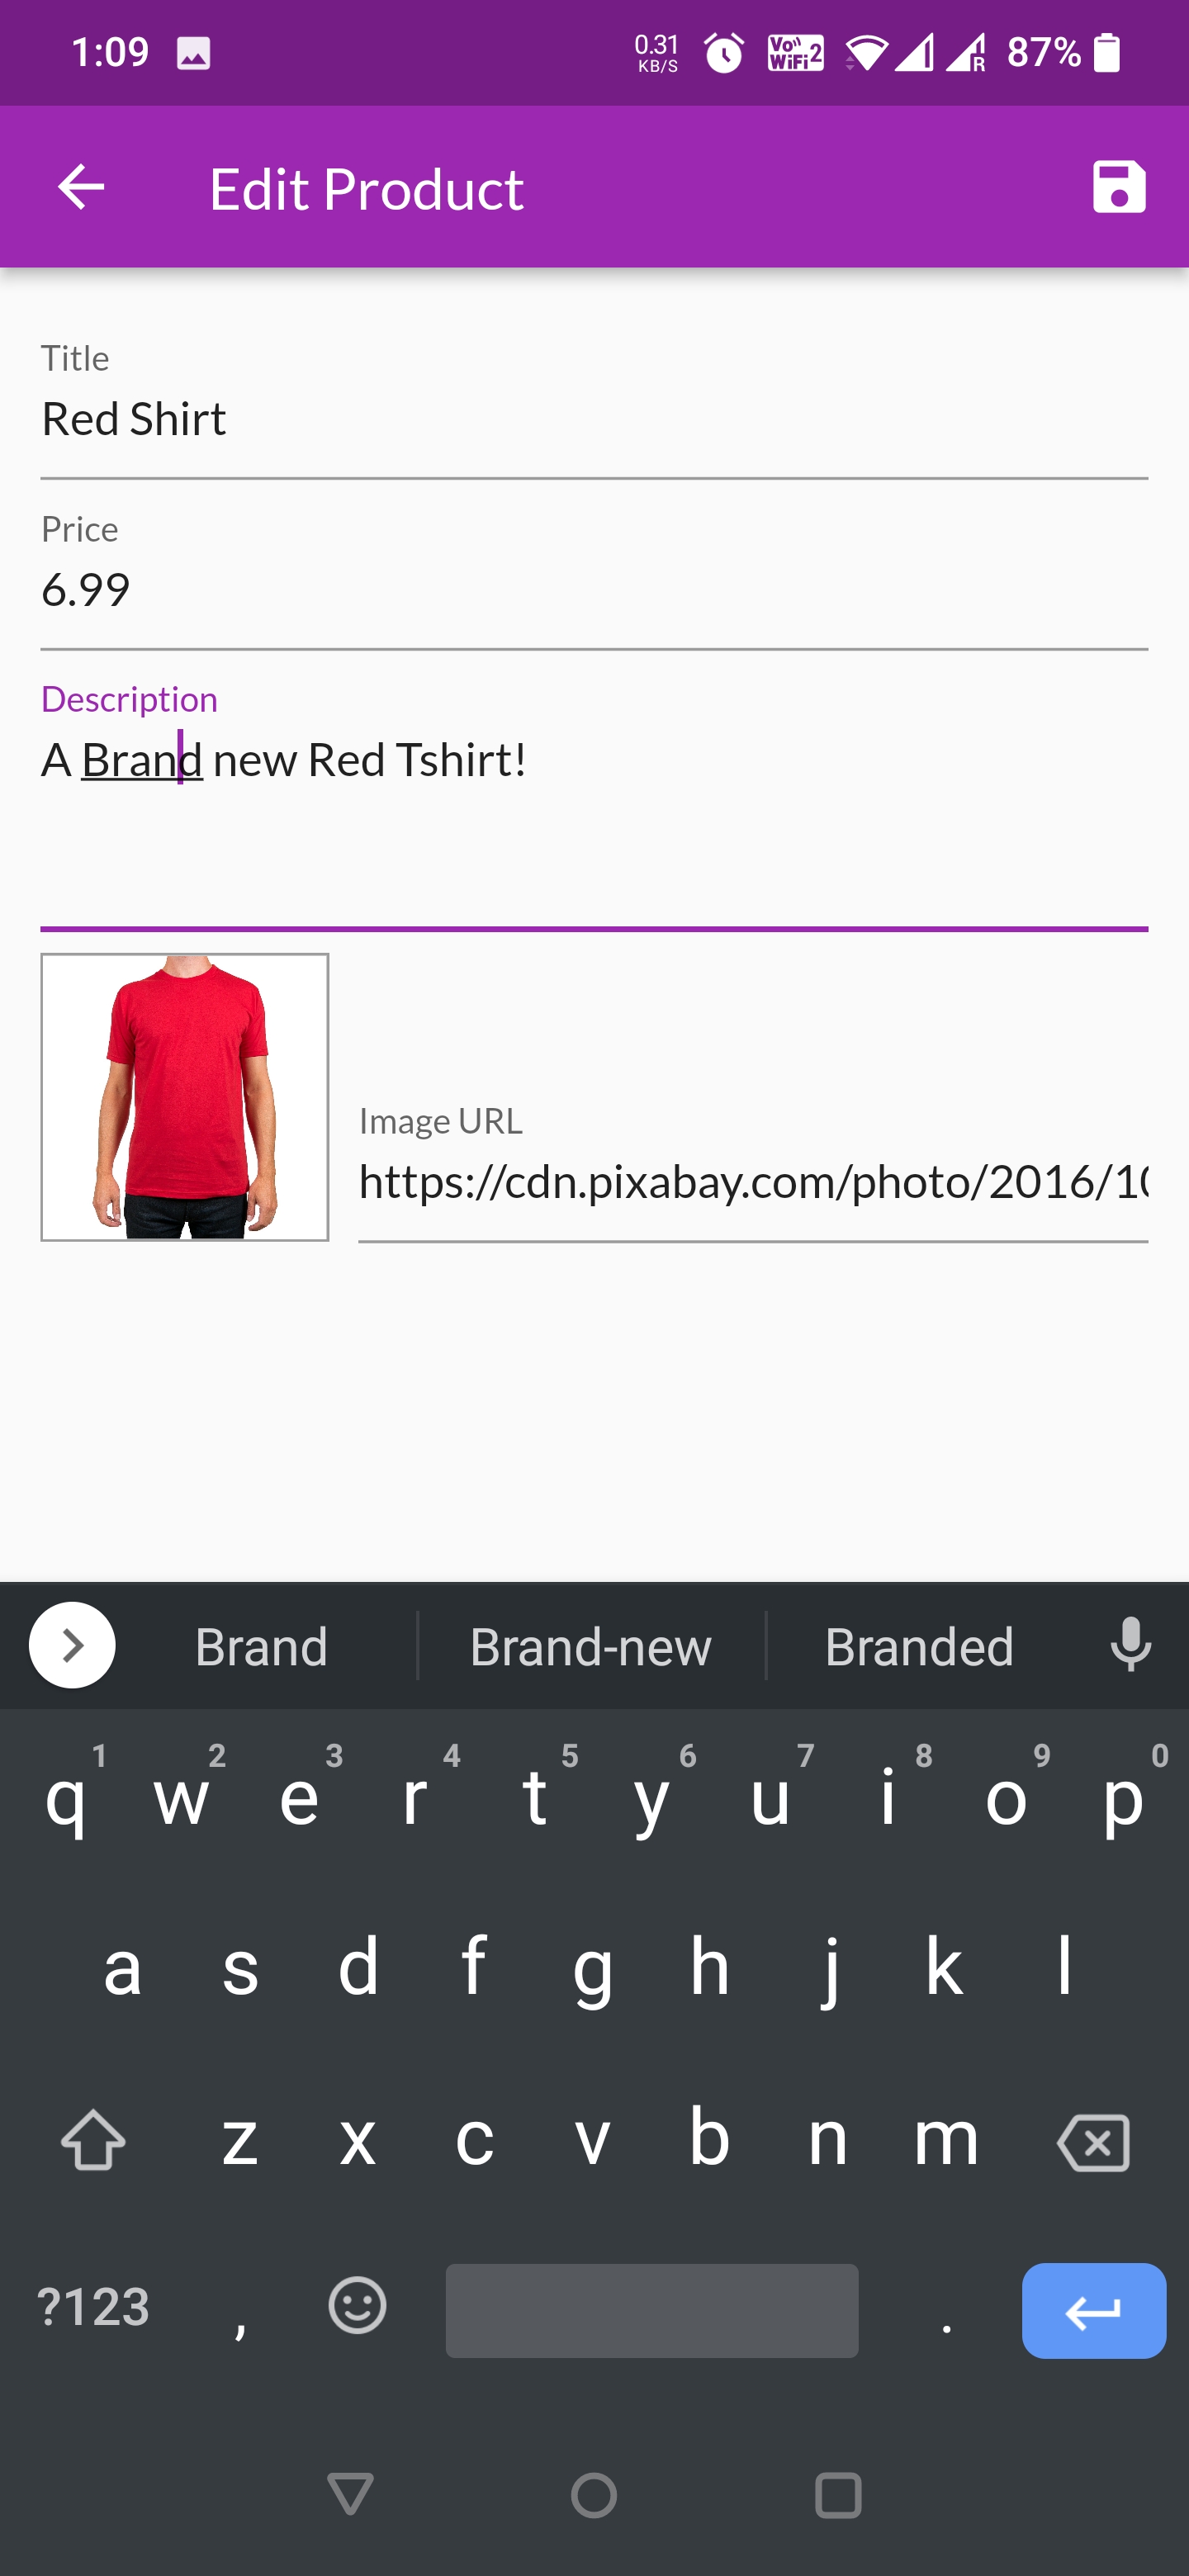 1:09 0.31 KB/S Vo)) WiFi 2 R 87%
Edit Product
Title
Red Shirt
Price
6.99
Description
A Brand new Red Tshirt!
Image URL
https://cdn.pixabay.com/photo/2016/10
Brand Brand-new Branded
1 2 3 4 5 6 7 8 9 0
q w e r t y u i o p
a s d f g h j k l
z x c v b n m
?123 , .